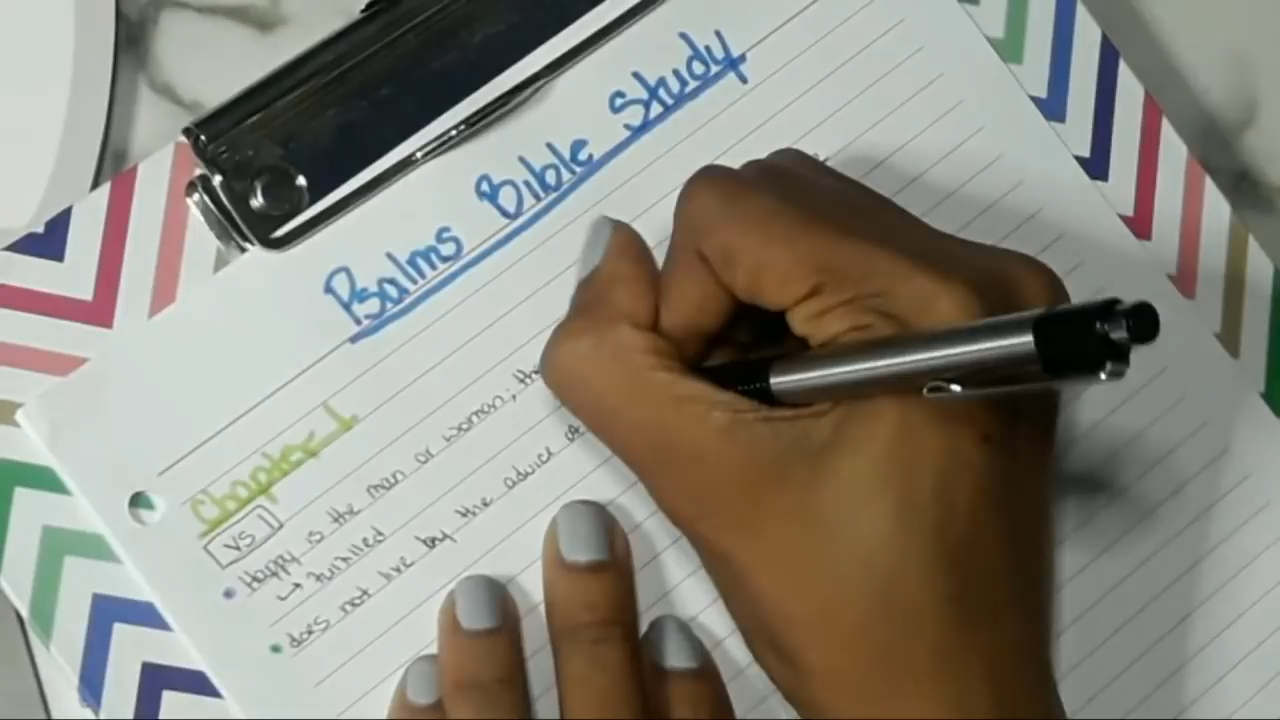 Psalms Bible Study
Chapter 1
VS 1
Happy is the man or woman; the
↳ fulfilled
does not live by the advice of